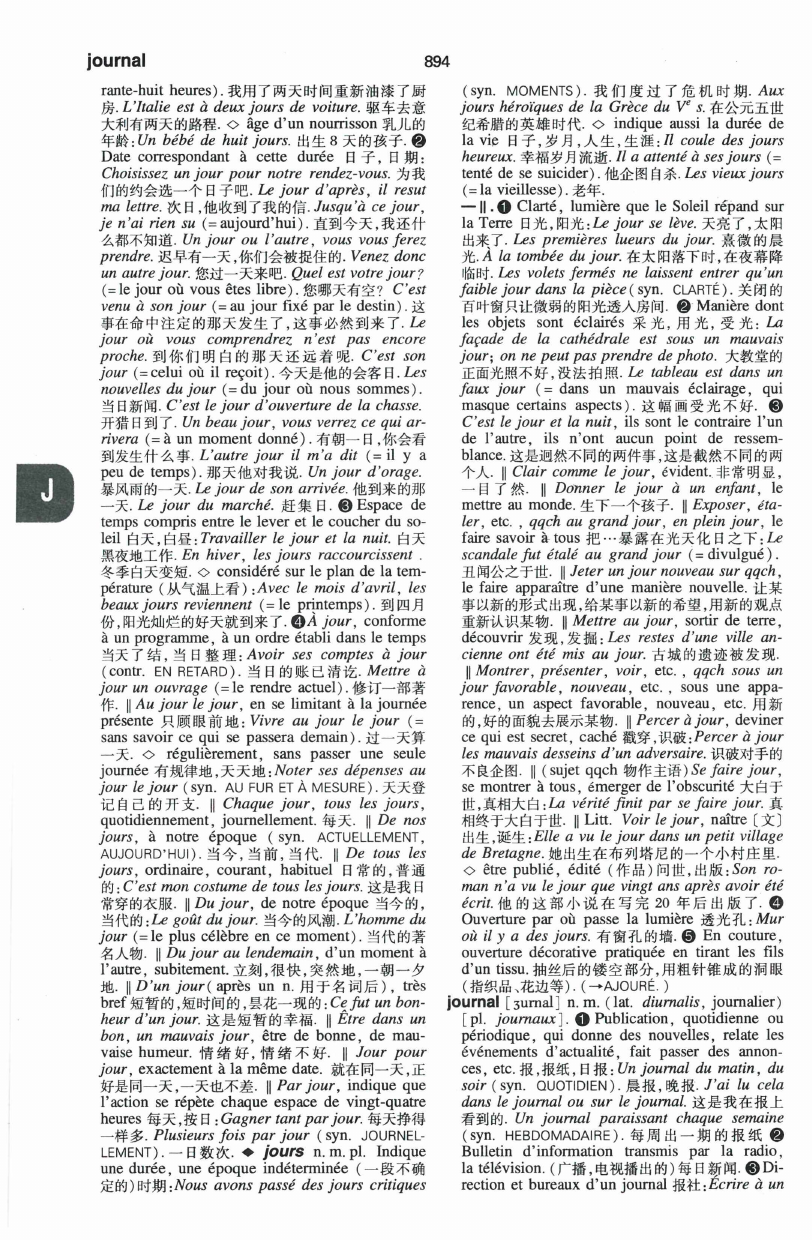 journal
894
rante-huit heures). 我用了两天时间重新油漆了厨
房. L'Italie est à deux jours de voiture. 驱车去意
大利有两天的路程. ◇ âge d'un nourrisson 乳儿的
年龄:Un bébé de huit jours. 出生 8 天的孩子. ❷
Date correspondant à cette durée 日子, 日期:
Choisissez un jour pour notre rendez-vous. 为我
们的约会选一个日子吧. Le jour d'après, il resut
ma lettre. 次日,他收到了我的信. Jusqu'à ce jour,
je n'ai rien su (= aujourd'hui). 直到今天,我还什
么都不知道. Un jour ou l'autre, vous vous ferez
prendre. 迟早有一天,你们会被捉住的. Venez donc
un autre jour. 您过一天来吧. Quel est votre jour?
(= le jour où vous êtes libre). 您哪天有空? C'est
venu à son jour (= au jour fixé par le destin). 这
事在命中注定的那天发生了,这事必然到来了. Le
jour où vous comprendrez n'est pas encore
proche. 到你们明白的那天还远着呢. C'est son
jour (= celui où il reçoit). 今天是他的会客日. Les
nouvelles du jour (= du jour où nous sommes).
当日新闻. C'est le jour d'ouverture de la chasse.
开猎日到了. Un beau jour, vous verrez ce qui ar-
rivera (= à un moment donné). 有朝一日,你会看
到发生什么事. L'autre jour il m'a dit (= il y a
peu de temps). 那天他对我说. Un jour d'orage.
暴风雨的一天. Le jour de son arrivée. 他到来的那
一天. Le jour du marché. 赶集日. ❸ Espace de
temps compris entre le lever et le coucher du so-
leil 白天,白昼: Travailler le jour et la nuit. 白天
黑夜地工作. En hiver, les jours raccourcissent .
冬季白天变短. ◇ considéré sur le plan de la tem-
pérature (从气温上看):Avec le mois d'avril, les
beaux jours reviennent (= le printemps). 到四月
份,阳光灿烂的好天就到来了. ❹ À jour, conforme
à un programme, à un ordre établi dans le temps
当天了结, 当日整理: Avoir ses comptes à jour
(contr. EN RETARD). 当日的账已清讫. Mettre à
jour un ouvrage (= le rendre actuel). 修订一部著
作. ‖ Au jour le jour, en se limitant à la journée
présente 只顾眼前地: Vivre au jour le jour (=
sans savoir ce qui se passera demain). 过一天算
一天. ◇ régulièrement, sans passer une seule
journée 有规律地,天天地: Noter ses dépenses au
jour le jour (syn. AU FUR ET À MESURE). 天天登
记自己的开支. ‖ Chaque jour, tous les jours,
quotidiennement, journellement. 每天. ‖ De nos
jours, à notre époque ( syn. ACTUELLEMENT,
AUJOURD'HUI). 当今, 当前, 当代. ‖ De tous les
jours, ordinaire, courant, habituel 日常的, 普通
的: C'est mon costume de tous les jours. 这是我日
常穿的衣服. ‖ Du jour, de notre époque 当今的,
当代的: Le goût du jour. 当今的风潮. L'homme du
jour (= le plus célèbre en ce moment). 当代的著
名人物. ‖ Du jour au lendemain, d'un moment à
l'autre, subitement. 立刻,很快,突然地,一朝一夕
地. ‖ D'un jour( après un n. 用于名词后), très
bref 短暂的,短时间的,昙花一现的: Ce fut un bon-
heur d'un jour. 这是短暂的幸福. ‖ Être dans un
bon, un mauvais jour, être de bonne, de mau-
vaise humeur. 情绪好, 情绪不好. ‖ Jour pour
jour, exactement à la même date. 就在同一天,正
好是同一天,一天也不差. ‖ Par jour, indique que
l'action se répète chaque espace de vingt-quatre
heures 每天,按日: Gagner tant par jour. 每天挣得
一样多. Plusieurs fois par jour (syn. JOURNEL-
LEMENT). 一日数次. ◆ jours n. m. pl. Indique
une durée, une époque indéterminée (一段不确
定的)时期: Nous avons passé des jours critiques
J
(syn. MOMENTS). 我们度过了危机时期. Aux
jours héroïques de la Grèce du Ve s. 在公元五世
纪希腊的英雄时代. ◇ indique aussi la durée de
la vie 日子,岁月,人生,生涯: Il coule des jours
heureux. 幸福岁月流逝. Il a attenté à ses jours (=
tenté de se suicider). 他企图自杀. Les vieux jours
(= la vieillesse). 老年.
— II. ❶ Clarté, lumière que le Soleil répand sur
la Terre 日光,阳光: Le jour se lève. 天亮了,太阳
出来了. Les premières lueurs du jour. 熹微的晨
光. À la tombée du jour. 在太阳落下时,在夜幕降
临时. Les volets fermés ne laissent entrer qu'un
faible jour dans la pièce (syn. CLARTÉ). 关闭的
百叶窗只让微弱的阳光透入房间. ❷ Manière dont
les objets sont éclairés 采光, 用光, 受光: La
façade de la cathédrale est sous un mauvais
jour; on ne peut pas prendre de photo. 大教堂的
正面光照不好,没法拍照. Le tableau est dans un
faux jour ( = dans un mauvais éclairage, qui
masque certains aspects). 这幅画受光不好. ❸
C'est le jour et la nuit, ils sont le contraire l'un
de l'autre, ils n'ont aucun point de ressem-
blance. 这是迥然不同的两件事,这是截然不同的两
个人. ‖ Clair comme le jour, évident. 非常明显,
一目了然. ‖ Donner le jour à un enfant, le
mettre au monde. 生下一个孩子. ‖ Exposer, éta-
ler, etc. , qqch au grand jour, en plein jour, le
faire savoir à tous 把…暴露在光天化日之下: Le
scandale fut étalé au grand jour (= divulgué).
丑闻公之于世. ‖ Jeter un jour nouveau sur qqch,
le faire apparaître d'une manière nouvelle. 让某
事以新的形式出现,给某事以新的希望,用新的观点
重新认识某物. ‖ Mettre au jour, sortir de terre,
découvrir 发现, 发掘: Les restes d'une ville an-
cienne ont été mis au jour. 古城的遗迹被发现.
‖ Montrer, présenter, voir, etc. , qqch sous un
jour favorable, nouveau, etc. , sous une appa-
rence, un aspect favorable, nouveau, etc. 用新
的,好的面貌去展示某物. ‖ Percer à jour, deviner
ce qui est secret, caché 戳穿,识破: Percer à jour
les mauvais desseins d'un adversaire. 识破对手的
不良企图. ‖ (sujet qqch 物作主语) Se faire jour,
se montrer à tous, émerger de l'obscurité 大白于
世,真相大白: La vérité finit par se faire jour. 真
相终于大白于世. ‖ Litt. Voir le jour, naître〔文〕
出生,诞生: Elle a vu le jour dans un petit village
de Bretagne. 她出生在布列塔尼的一个小村庄里.
◇ être publié, édité (作品)问世,出版: Son ro-
man n'a vu le jour que vingt ans après avoir été
écrit. 他的这部小说在写完 20 年后出版了. ❹
Ouverture par où passe la lumière 透光孔: Mur
où il y a des jours. 有窗孔的墙. ❺ En couture,
ouverture décorative pratiquée en tirant les fils
d'un tissu. 抽丝后的镂空部分,用粗针锥成的洞眼
(指织品、花边等). (→AJOURÉ. )
journal [ʒurnal] n. m. (lat. diurnalis, journalier)
[pl. journaux]. ❶ Publication, quotidienne ou
périodique, qui donne des nouvelles, relate les
événements d'actualité, fait passer des annon-
ces, etc. 报,报纸,日报: Un journal du matin, du
soir (syn. QUOTIDIEN). 晨报,晚报. J'ai lu cela
dans le journal ou sur le journal. 这是我在报上
看到的. Un journal paraissant chaque semaine
(syn. HEBDOMADAIRE). 每周出一期的报纸 ❷
Bulletin d'information transmis par la radio,
la télévision. (广播,电视播出的)每日新闻. ❸ Di-
rection et bureaux d'un journal 报社: Écrire à un